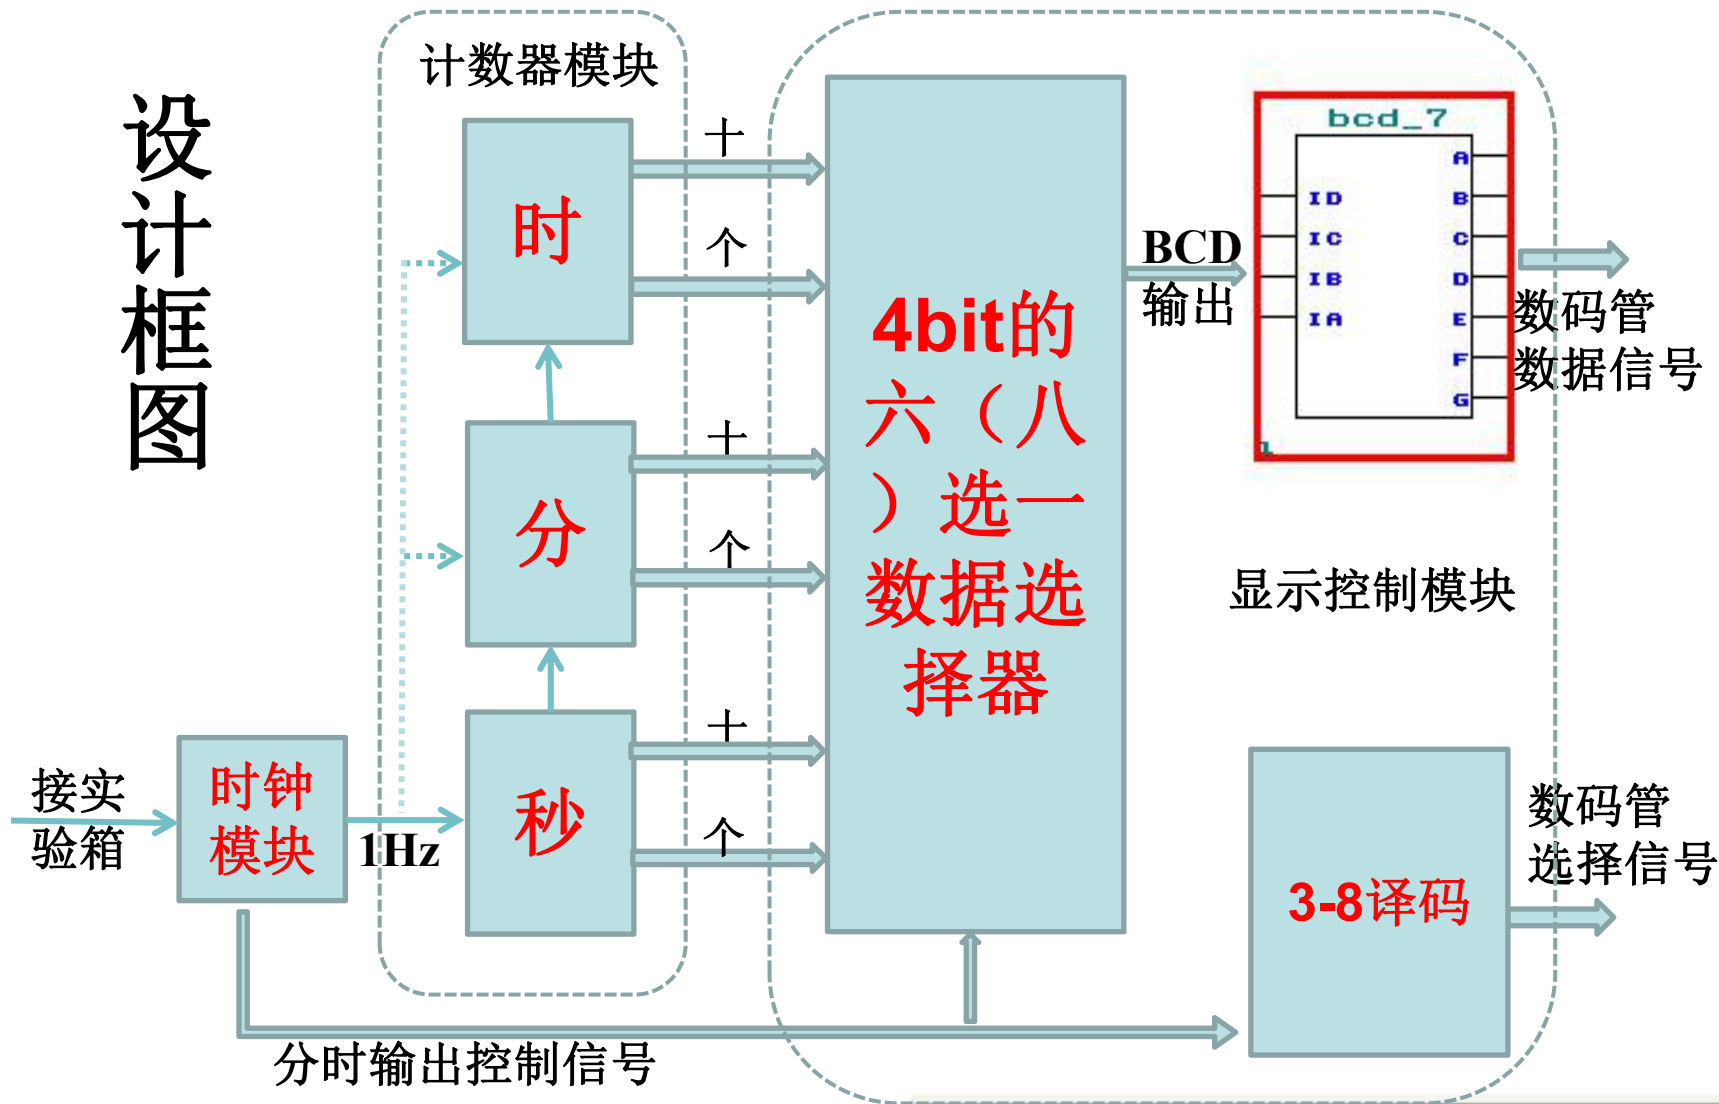 设计框图
计数器模块
时
分
秒
十
个
十
个
十
个
接实
验箱
时钟
模块
1Hz
4bit的
六（八
）选一
数据选
择器
BCD
输出
bcd_7
ID
IC
IB
IA
A
B
C
D
E
F
G
1
数码管
数据信号
显示控制模块
3-8译码
数码管
选择信号
分时输出控制信号